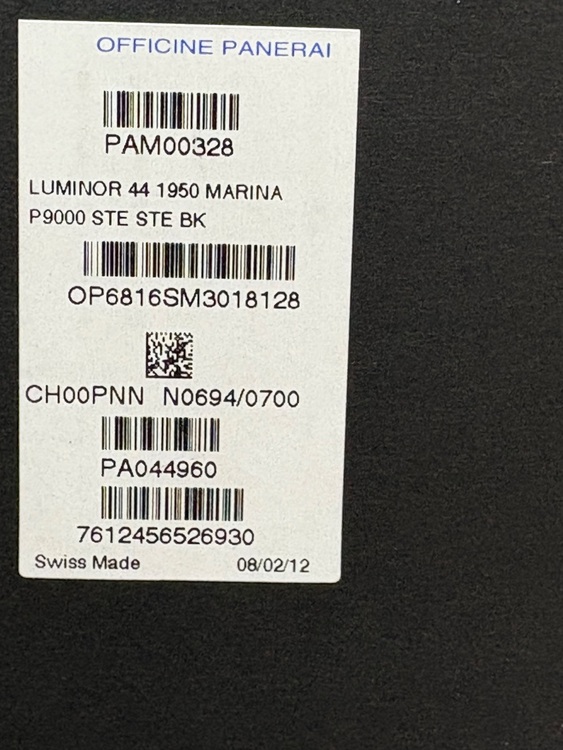 OFFICINE PANERAI
PAM00328
LUMINOR 44 1950 MARINA
P9000 STE STE BK
OP6816SM3018128
CH00PNN N0694/0700
PA044960
7612456526930
Swiss Made 08/02/12